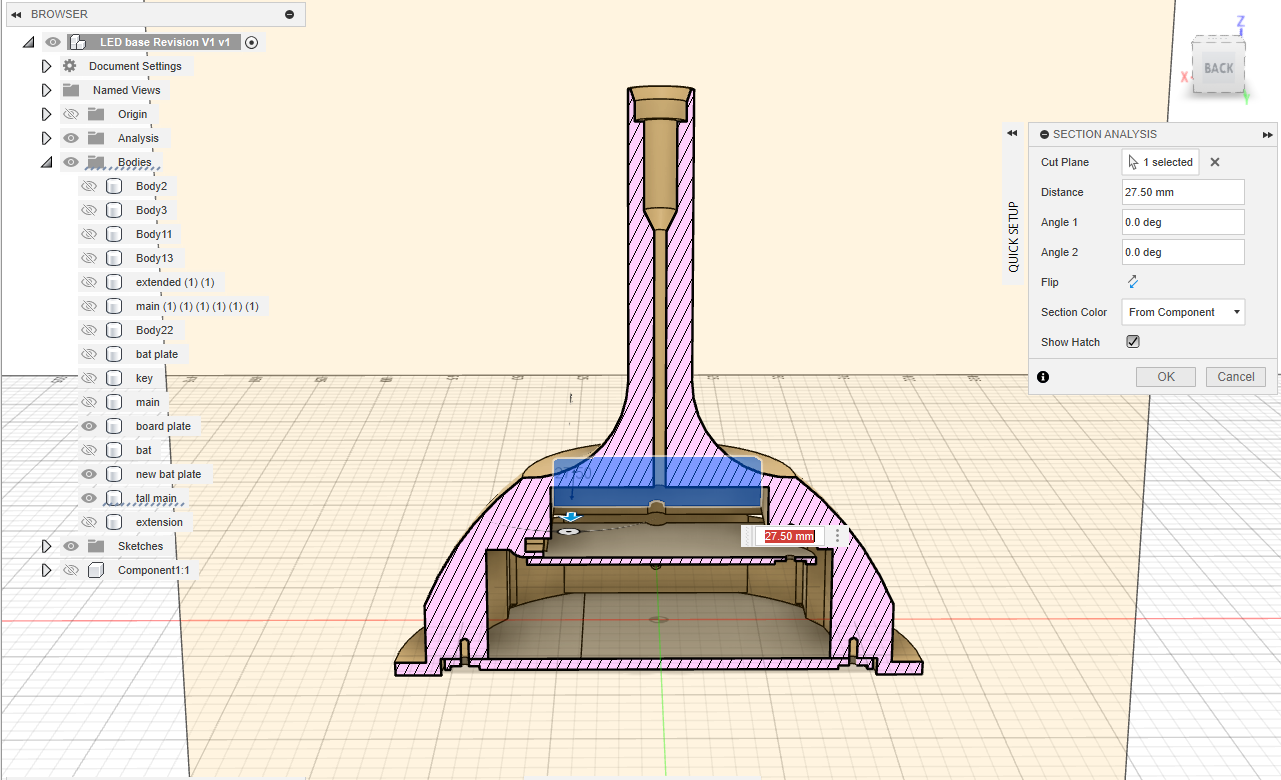 BROWSER
LED base Revision V1 v1
Document Settings
Named Views
Origin
Analysis
Bodies
Body2
Body3
Body11
Body13
extended (1) (1)
main (1) (1) (1) (1) (1) (1)
Body22
bat plate
key
main
board plate
bat
new bat plate
tall main
extension
Sketches
Component1:1
27.50 mm
Z
BACK
X
Y
QUICK SETUP
SECTION ANALYSIS
Cut Plane 1 selected
Distance 27.50 mm
Angle 1 0.0 deg
Angle 2 0.0 deg
Flip
Section Color From Component
Show Hatch
OK Cancel